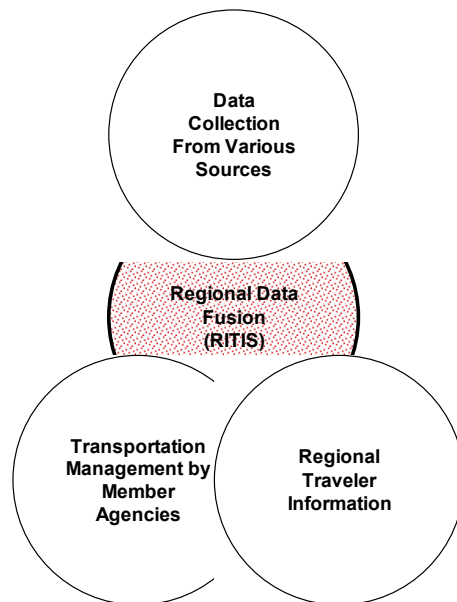 Data
Collection
From Various
Sources
Regional Data
Fusion
(RITIS)
Transportation
Management by
Member
Agencies
Regional
Traveler
Information